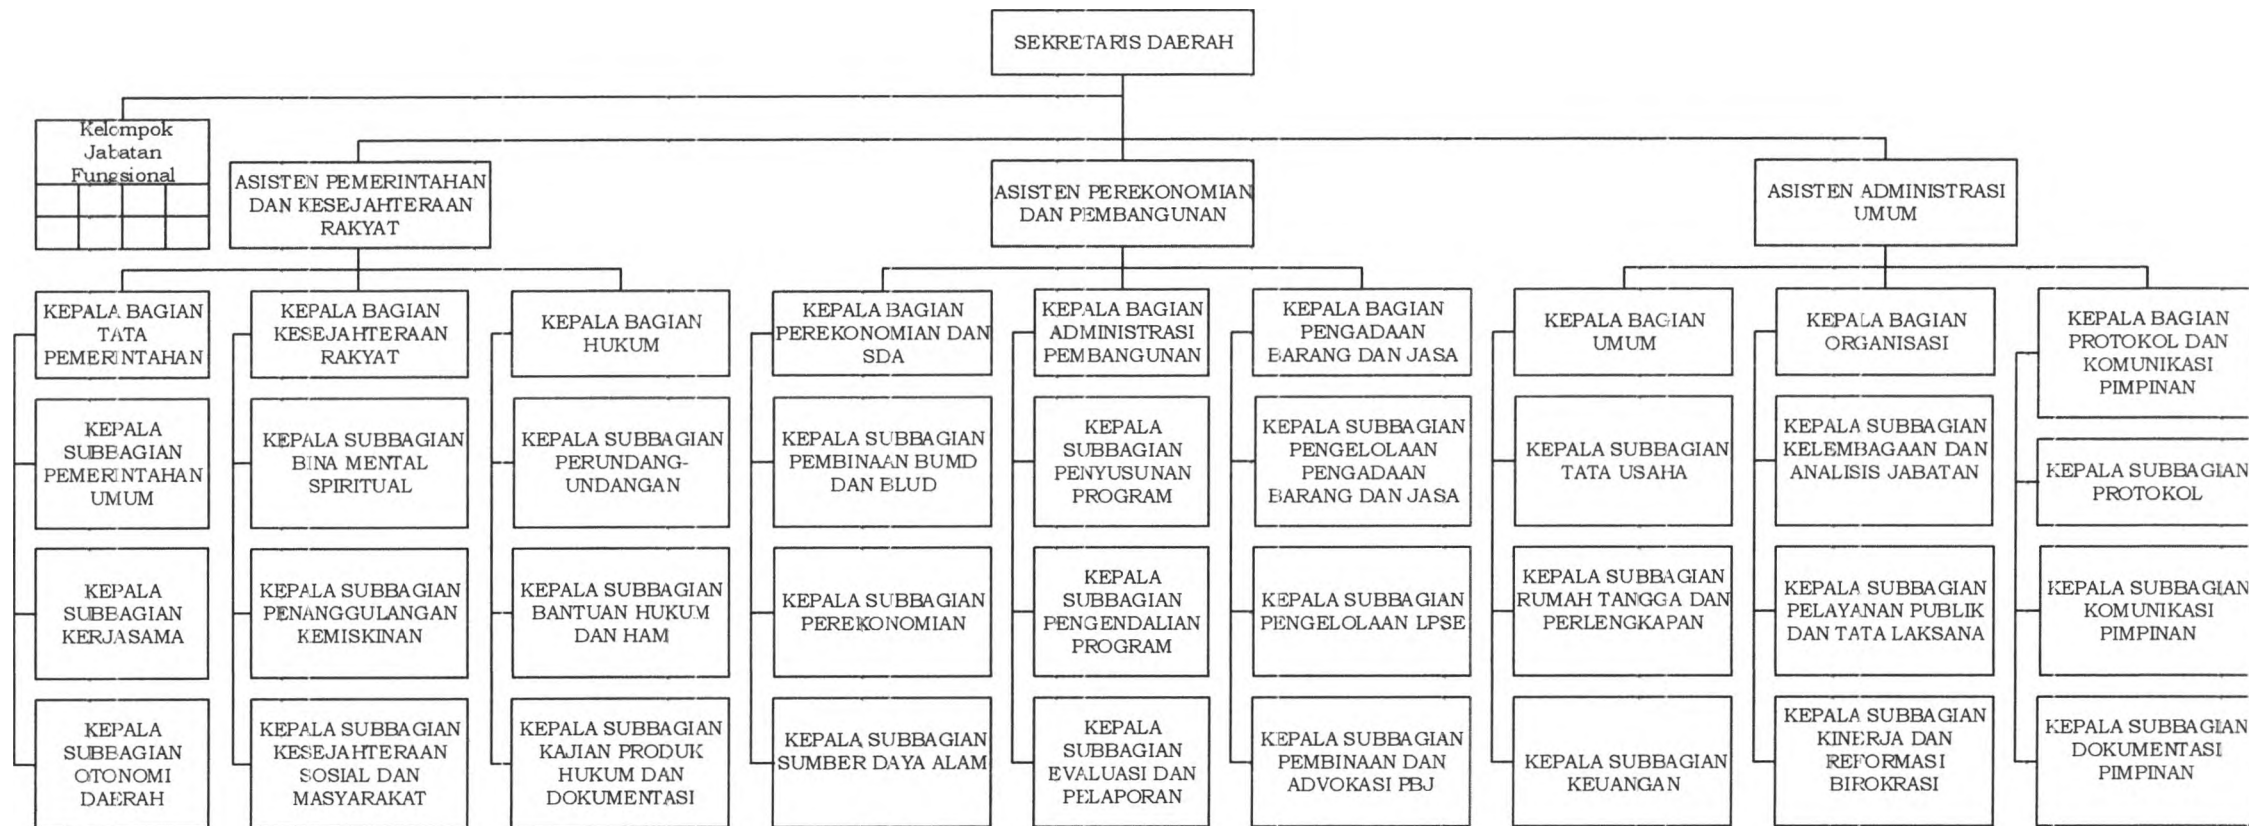 SEKRETARIS DAERAH
Kelompok
Jabatan
Fungsional
ASISTEN PEMERINTAHAN
DAN KESEJAHTERAAN
RAKYAT
ASISTEN PEREKONOMIAN
DAN PEMBANGUNAN
ASISTEN ADMINISTRASI
UMUM
KEPALA BAGIAN
TATA
PEMERINTAHAN
KEPALA BAGIAN
KESEJAHTERAAN
RAKYAT
KEPALA BAGIAN
HUKUM
KEPALA BAGIAN
PEREKONOMIAN DAN
SDA
KEPALA BAGIAN
ADMINISTRASI
PEMBANGUNAN
KEPALA BAGIAN
PENGADAAN
BARANG DAN JASA
KEPALA BAGIAN
UMUM
KEPALA BAGIAN
ORGANISASI
KEPALA BAGIAN
PROTOKOL DAN
KOMUNIKASI
PIMPINAN
KEPALA
SUBBAGIAN
PEMERINTAHAN
UMUM
KEPALA SUBBAGIAN
BINA MENTAL
SPIRITUAL
KEPALA SUBBAGIAN
PERUNDANG-
UNDANGAN
KEPALA SUBBAGIAN
PEMBINAAN BUMD
DAN BLUD
KEPALA
SUBBAGIAN
PENYUSUNAN
PROGRAM
KEPALA SUBBAGIAN
PENGELOLAAN
PENGADAAN
BARANG DAN JASA
KEPALA SUBBAGIAN
TATA USAHA
KEPALA SUBBAGIAN
KELEMBAGAAN DAN
ANALISIS JABATAN
KEPALA SUBBAGIAN
PROTOKOL
KEPALA
SUBBAGIAN
KERJASAMA
KEPALA SUBBAGIAN
PENANGGULANGAN
KEMISKINAN
KEPALA SUBBAGIAN
BANTUAN HUKUM
DAN HAM
KEPALA SUBBAGIAN
PEREKONOMIAN
KEPALA
SUBBAGIAN
PENGENDALIAN
PROGRAM
KEPALA SUBBAGIAN
PENGELOLAAN LPSE
KEPALA SUBBAGIAN
RUMAH TANGGA DAN
PERLENGKAPAN
KEPALA SUBBAGIAN
PELAYANAN PUBLIK
DAN TATA LAKSANA
KEPALA SUBBAGIAN
KOMUNIKASI
PIMPINAN
KEPALA
SUBBAGIAN
OTONOMI
DAERAH
KEPALA SUBBAGIAN
KESEJAHTERAAN
SOSIAL DAN
MASYARAKAT
KEPALA SUBBAGIAN
KAJIAN PRODUK
HUKUM DAN
DOKUMENTASI
KEPALA SUBBAGIAN
SUMBER DAYA ALAM
KEPALA
SUBBAGIAN
EVALUASI DAN
PELAPORAN
KEPALA SUBBAGIAN
PEMBINAAN DAN
ADVOKASI PBJ
KEPALA SUBBAGIAN
KEUANGAN
KEPALA SUBBAGIAN
KINERJA DAN
REFORMASI
BIROKRASI
KEPALA SUBBAGIAN
DOKUMENTASI
PIMPINAN